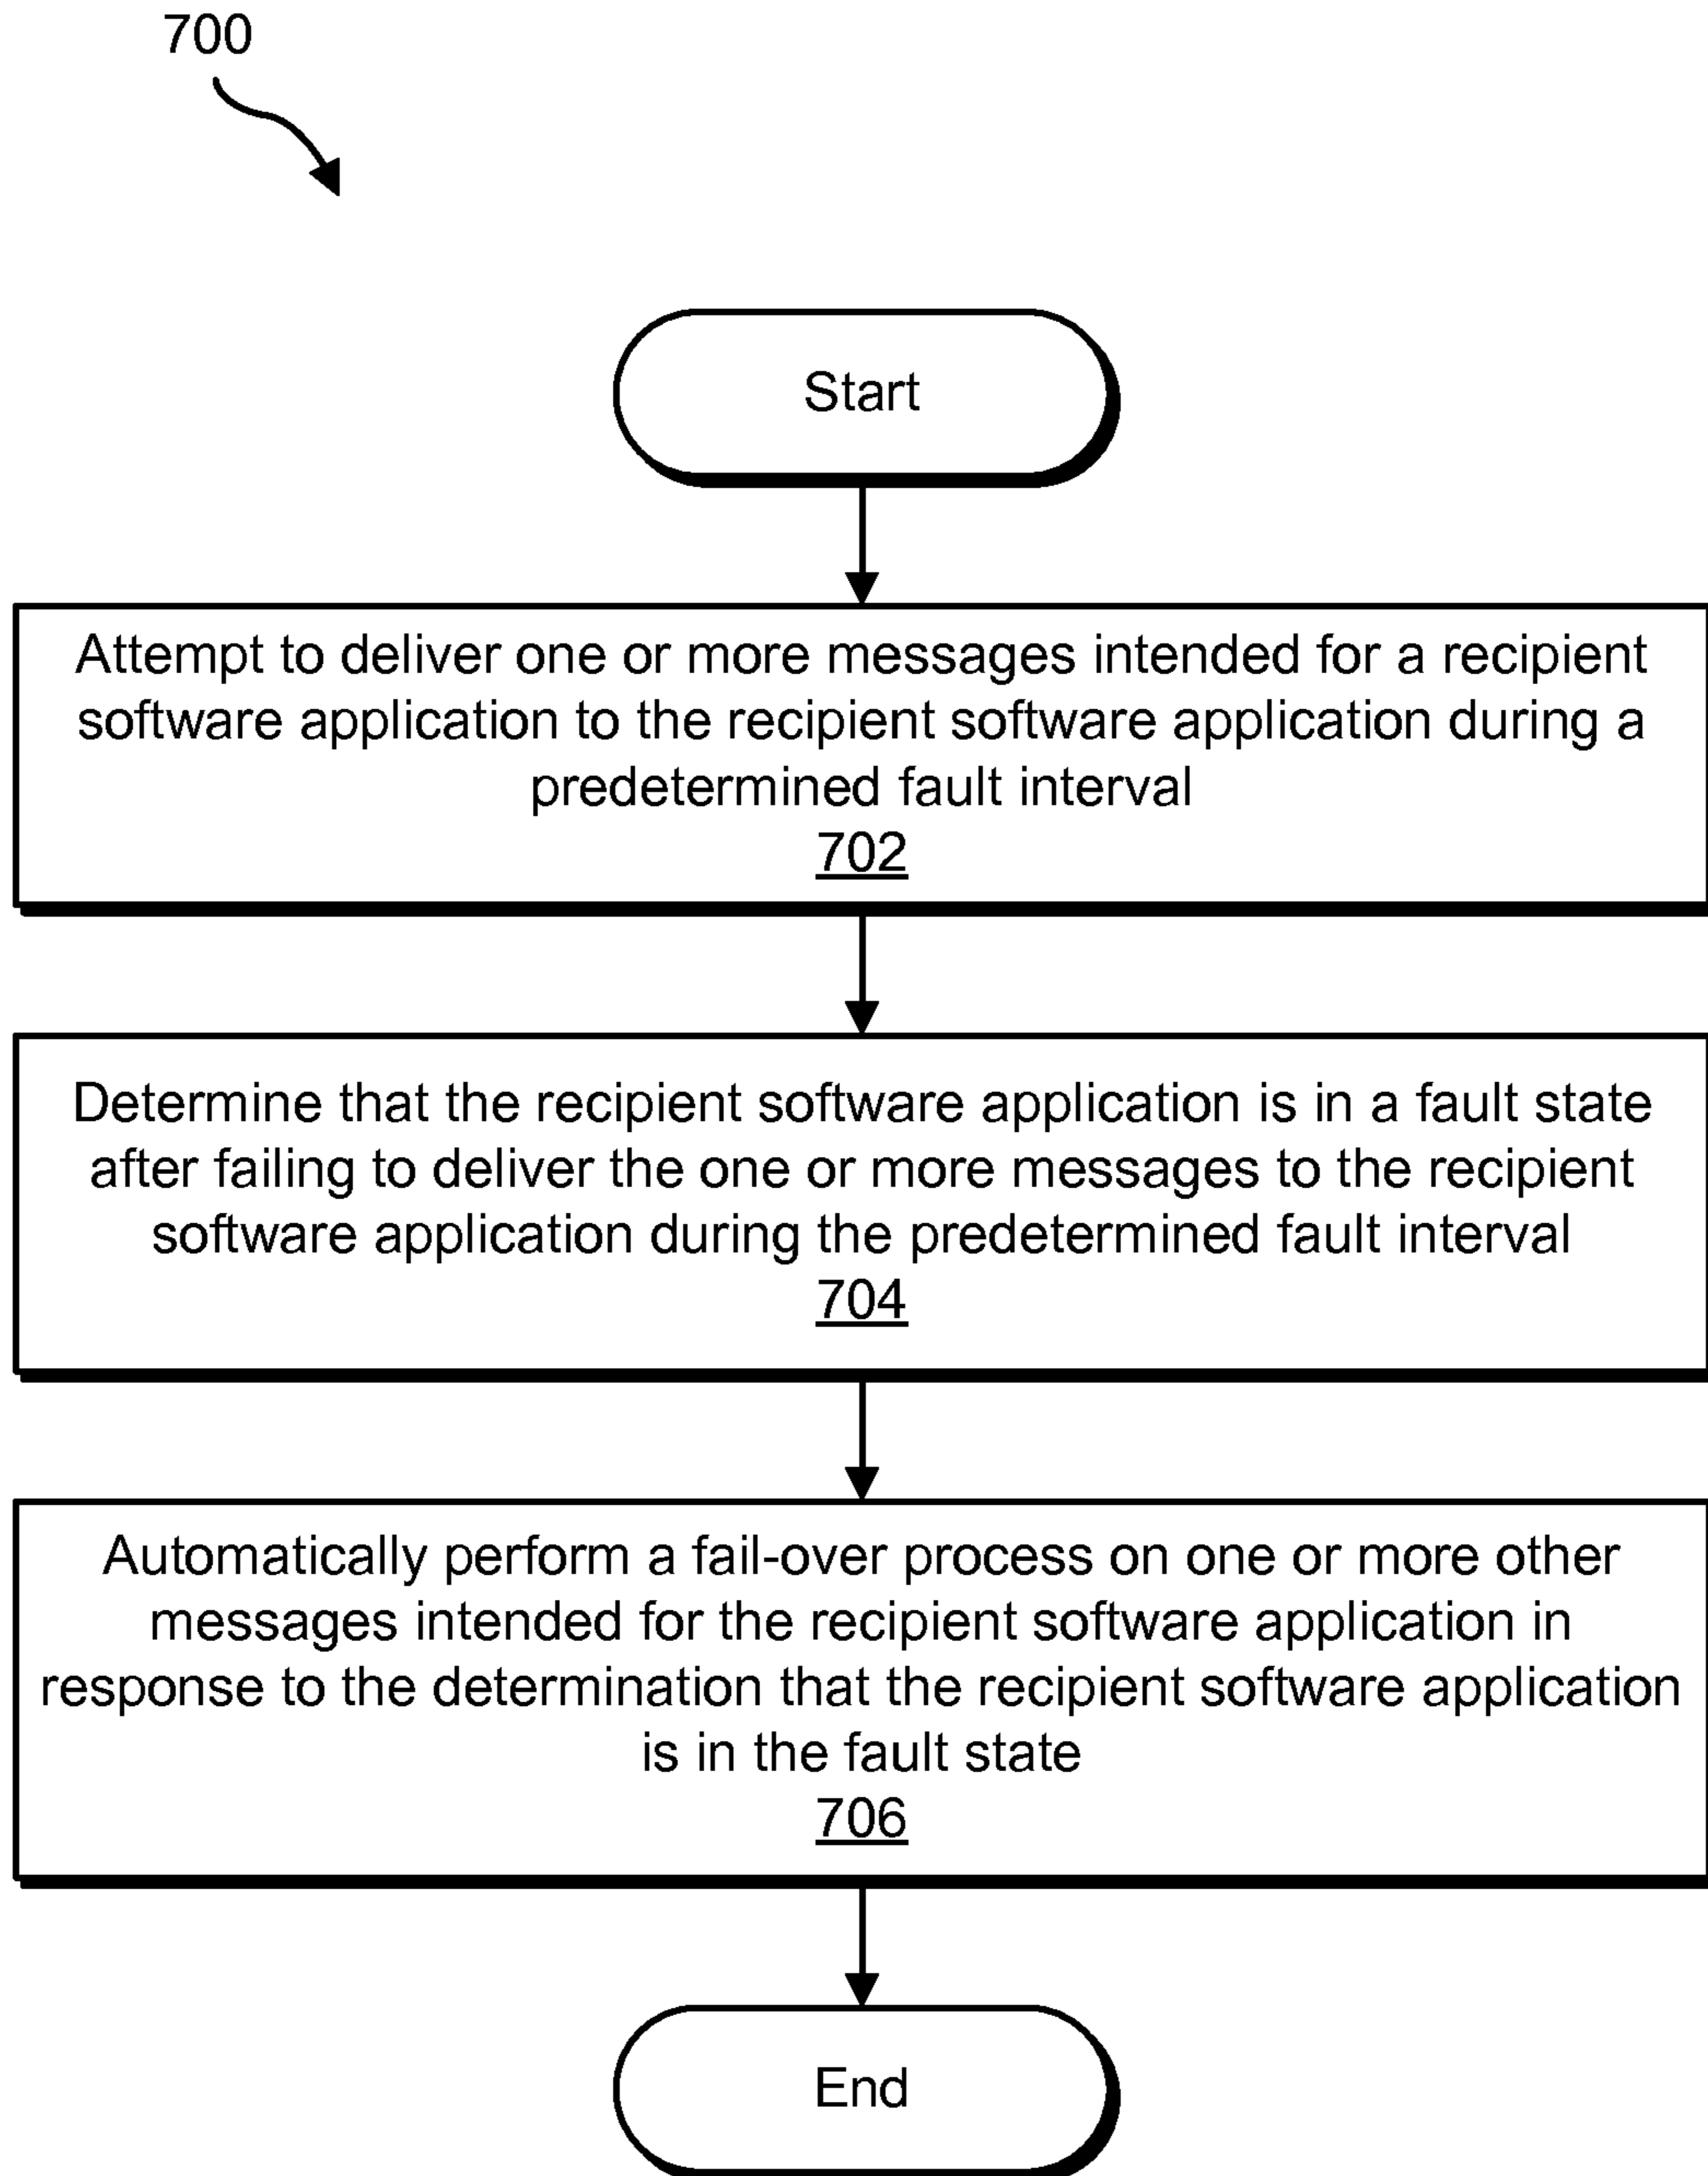 700
Start
Attempt to deliver one or more messages intended for a recipient
software application to the recipient software application during a
predetermined fault interval
702
Determine that the recipient software application is in a fault state
after failing to deliver the one or more messages to the recipient
software application during the predetermined fault interval
704
Automatically perform a fail-over process on one or more other
messages intended for the recipient software application in
response to the determination that the recipient software application
is in the fault state
706
End